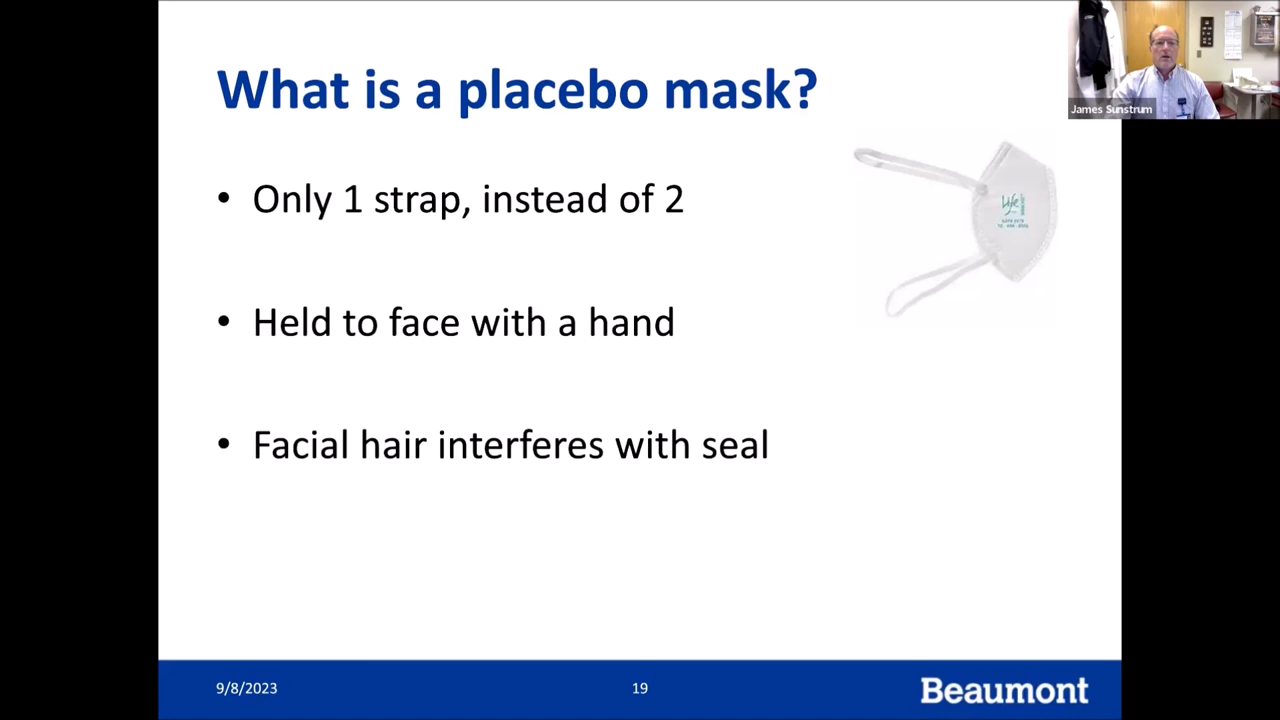 What is a placebo mask?
James Sunstrum
• Only 1 strap, instead of 2
Life
• Held to face with a hand
• Facial hair interferes with seal
9/8/2023
19
Beaumont